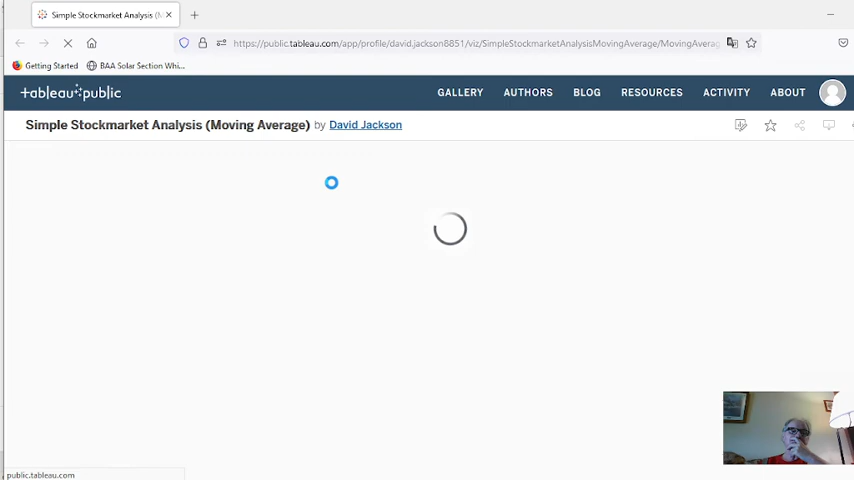 Simple Stockmarket Analysis (M
https://public.tableau.com/app/profile/david.jackson8851/viz/SimpleStockmarketAnalysisMovingAverage/MovingAverag
Getting Started
BAA Solar Section Whi...
tableau public
GALLERY
AUTHORS
BLOG
RESOURCES
ACTIVITY
ABOUT
Simple Stockmarket Analysis (Moving Average) by David Jackson
public.tableau.com